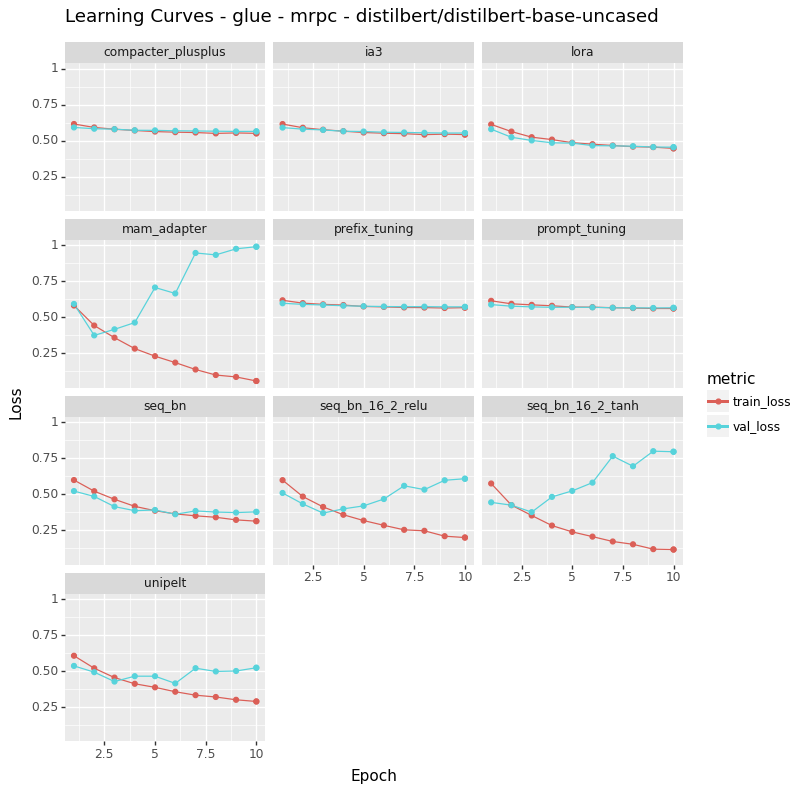 Learning Curves - glue - mrpc - distilbert/distilbert-base-uncased
compacter_plusplus
ia3
lora
1
0.75
0.50
0.25
mam_adapter
prefix_tuning
prompt_tuning
1
0.75
0.50
0.25
seq_bn
seq_bn_16_2_relu
seq_bn_16_2_tanh
1
0.75
0.50
0.25
2.5 5 7.5 10
2.5 5 7.5 10
unipelt
1
0.75
0.50
0.25
2.5 5 7.5 10
Loss
Epoch
metric
train_loss
val_loss